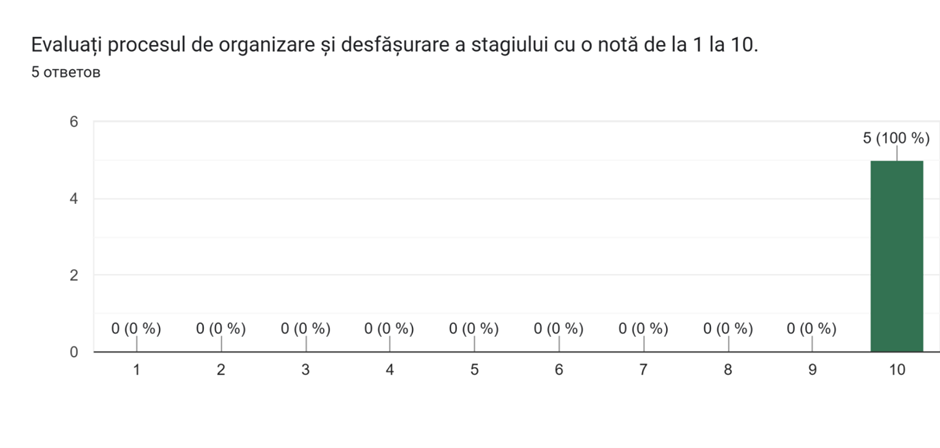 Evaluați procesul de organizare și desfășurare a stagiului cu o notă de la 1 la 10.
5 ответов
6
5 (100 %)
4
2
0 (0 %) 0 (0 %) 0 (0 %) 0 (0 %) 0 (0 %) 0 (0 %) 0 (0 %) 0 (0 %) 0 (0 %)
0
1 2 3 4 5 6 7 8 9 10